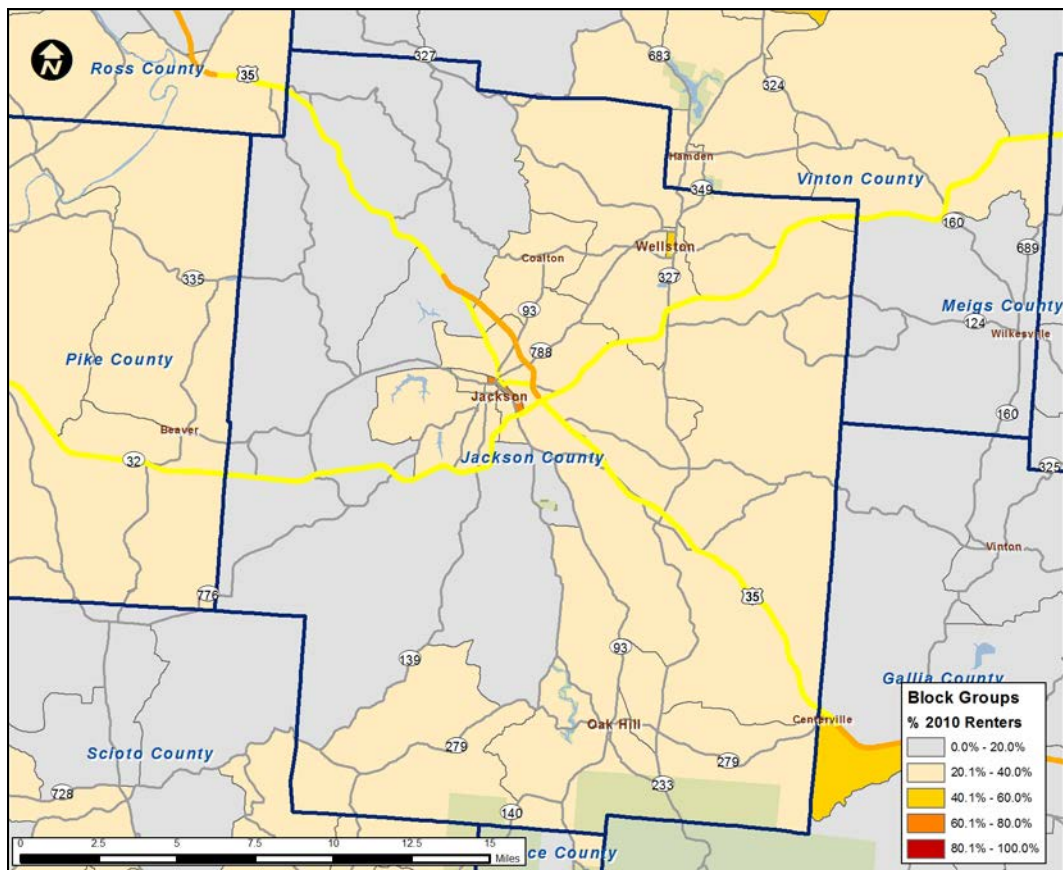 N
Ross County
35
327
683
324
Hamden
349
Vinton County
160
689
335
Coalton
Wellston
327
93
788
Meigs County
124
Wilkesville
Pike County
Jackson
160
Beaver
32
Jackson County
325
Vinton
776
35
139
93
Gallia County
Centerville
Oak Hill
279
279
Scioto County
233
728
140
ce County
0 2.5 5 7.5 10 12.5 15
Miles
Block Groups
% 2010 Renters
0.0% - 20.0%
20.1% - 40.0%
40.1% - 60.0%
60.1% - 80.0%
80.1% - 100.0%